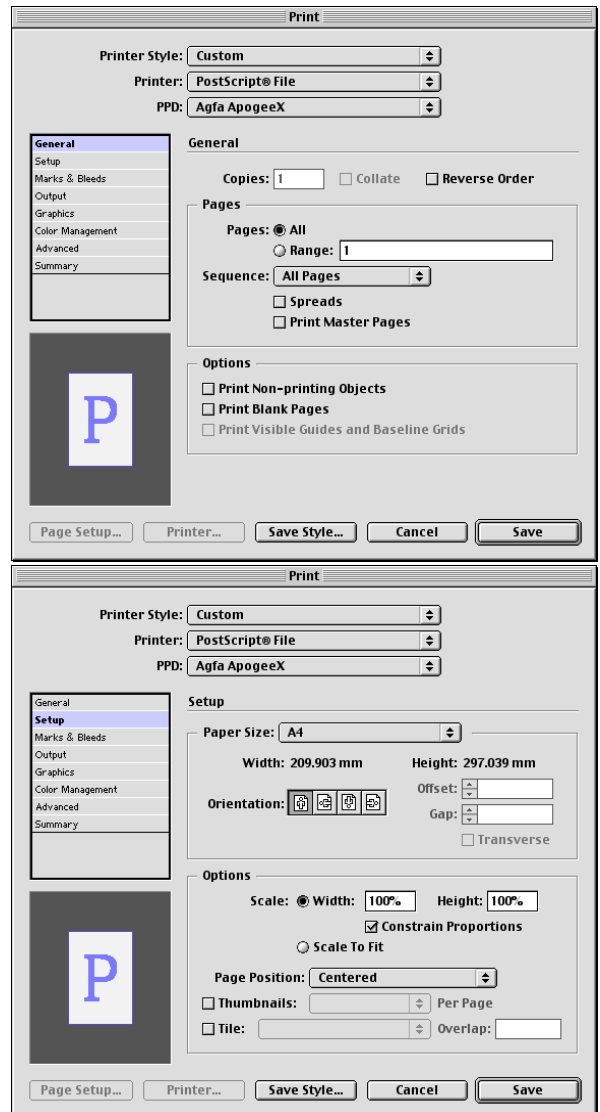 Print
Printer Style: Custom
Printer: PostScript® File
PPD: Agfa ApogeeX
General
Setup
Marks & Bleeds
Output
Graphics
Color Management
Advanced
Summary
P
General
Copies: 1 Collate Reverse Order
Pages
Pages: All
Range: 1
Sequence: All Pages
Spreads
Print Master Pages
Options
Print Non-printing Objects
Print Blank Pages
Print Visible Guides and Baseline Grids
Page Setup... Printer... Save Style... Cancel Save
Print
Printer Style: Custom
Printer: PostScript® File
PPD: Agfa ApogeeX
General
Setup
Marks & Bleeds
Output
Graphics
Color Management
Advanced
Summary
P
Setup
Paper Size: A4
Width: 209.903 mm Height: 297.039 mm
Orientation: Offset:
Gap:
Transverse
Options
Scale: Width: 100% Height: 100%
Constrain Proportions
Scale To Fit
Page Position: Centered
Thumbnails: Per Page
Tile: Overlap:
Page Setup... Printer... Save Style... Cancel Save